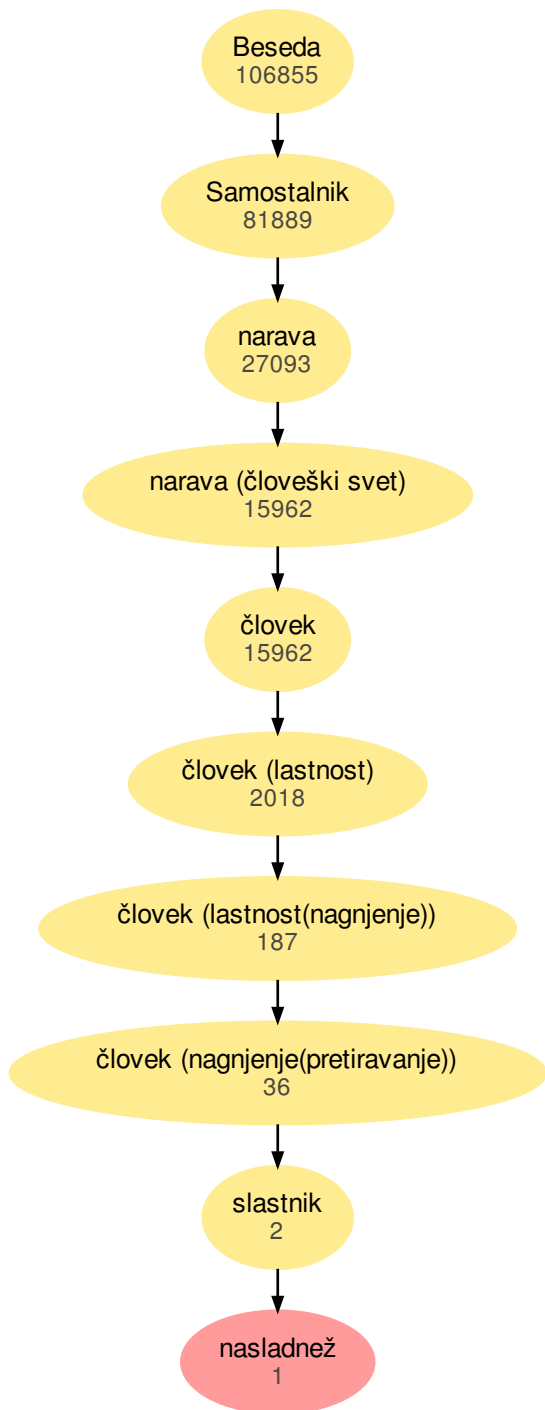 Beseda
106855
Samostalnik
81889
narava
27093
narava (človeški svet)
15962
človek
15962
človek (lastnost)
2018
človek (lastnost(nagnjenje))
187
človek (nagnjenje(pretiravanje))
36
slastnik
2
nasladnež
1